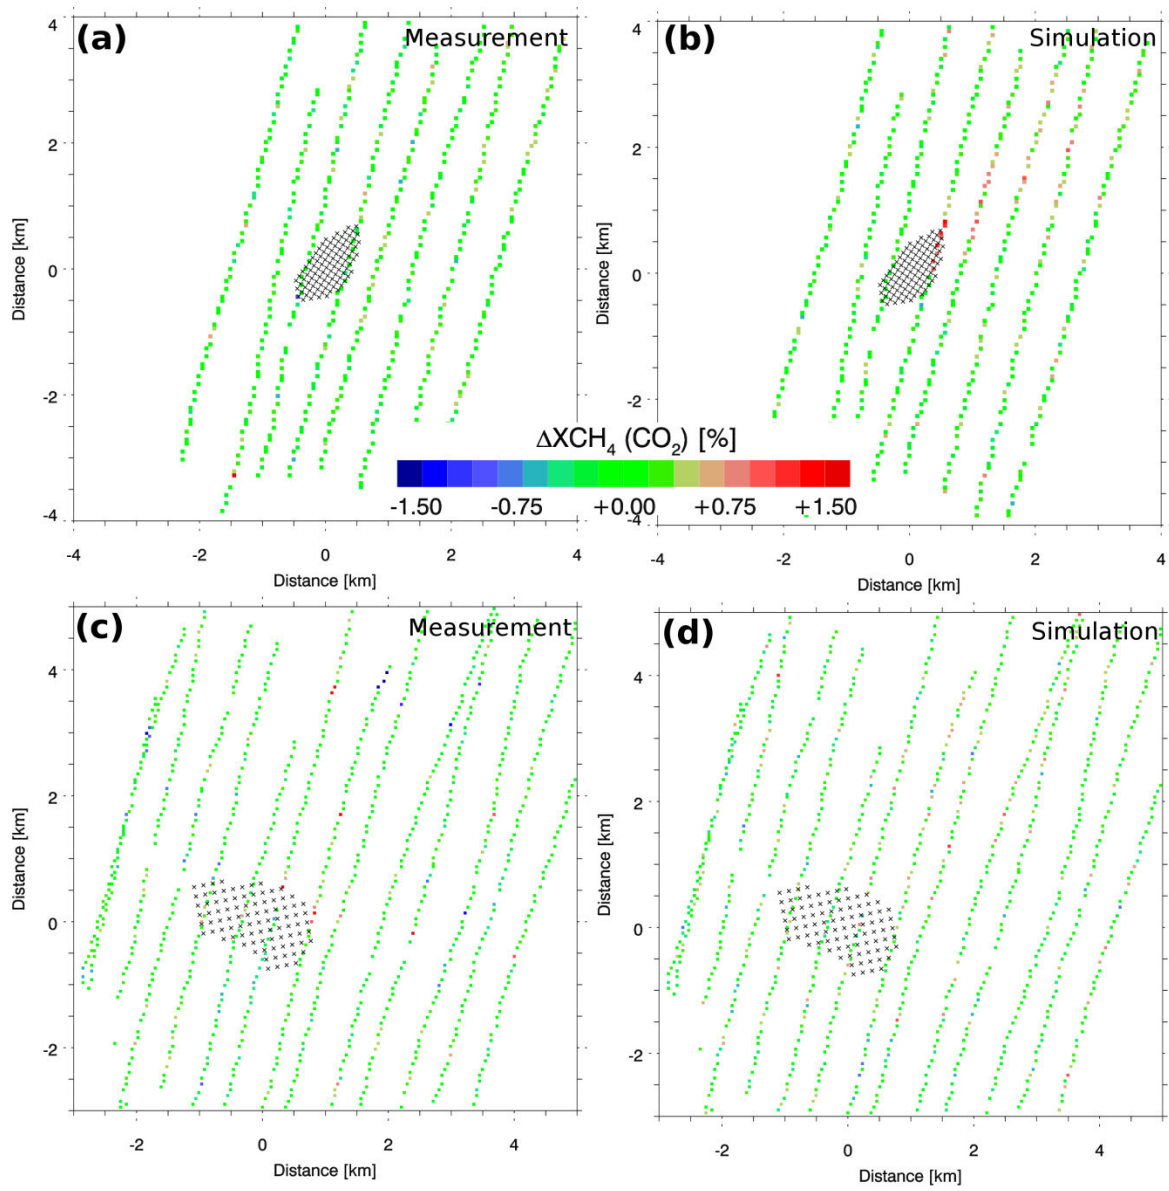 (a) Measurement
(b) Simulation
4
2
0
-2
-4
Distance [km]
4
2
0
-2
-4
Distance [km]
ΔXCH₄ (CO₂) [%]
-1.50 -0.75 +0.00 +0.75 +1.50
-4 -2 0 2 4
Distance [km]
-4 -2 0 2 4
Distance [km]
(c) Measurement
(d) Simulation
4
2
0
-2
Distance [km]
4
2
0
-2
Distance [km]
-2 0 2 4
Distance [km]
-2 0 2 4
Distance [km]